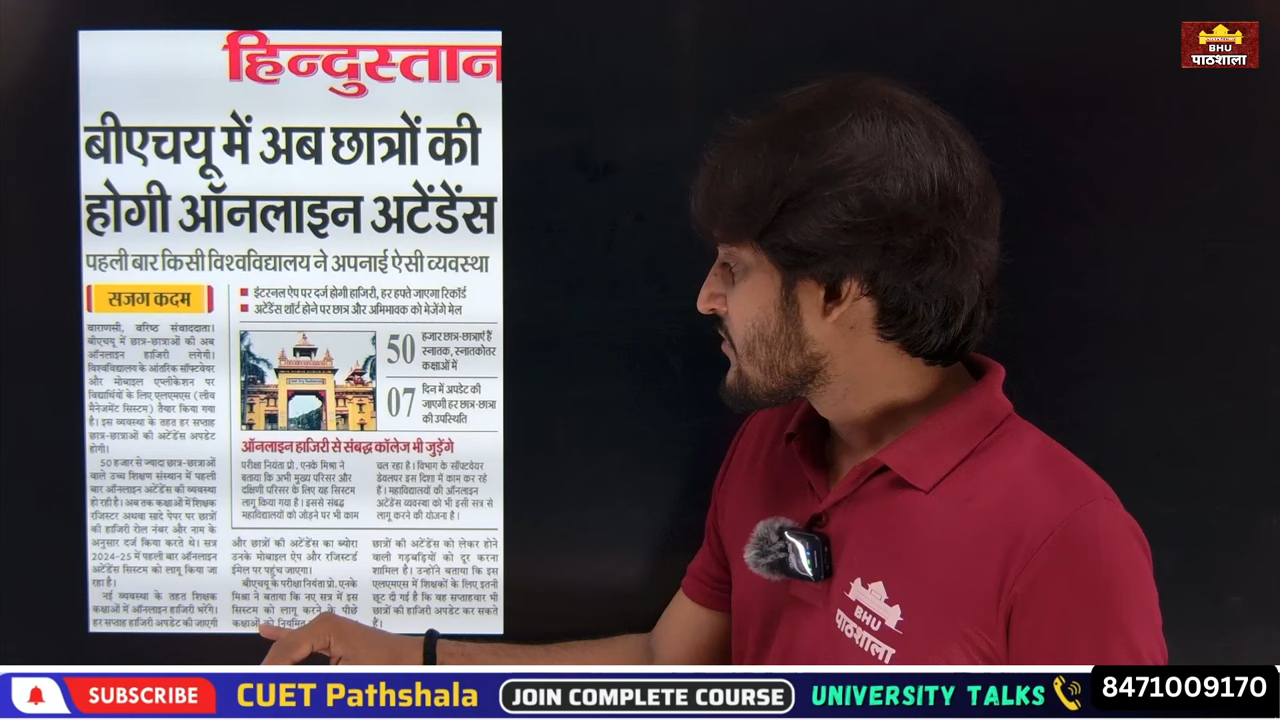 हिन्दुस्तान
बीएचयू में अब छात्रों की
होगी ऑनलाइन अटेंडेंस
पहली बार किसी विश्वविद्यालय ने अपनाई ऐसी व्यवस्था
सजग कदम
वाराणसी, वरिष्ठ संवाददाता।
बीएचयू में छात्र-छात्राओं की अब
ऑनलाइन हाजिरी लगेगी।
विश्वविद्यालय के आंतरिक सॉफ्टवेयर
और मोबाइल एप्लीकेशन पर
विद्यार्थियों के लिए एलएमएस (लीव
मैनेजमेंट सिस्टम) तैयार किया गया
है। इस व्यवस्था के तहत हर सप्ताह
छात्र-छात्राओं की अटेंडेंस अपडेट
होगी।
50 हजार से ज्यादा छात्र-छात्राओं
वाले उच्च शिक्षण संस्थान में पहली
बार ऑनलाइन अटेंडेंस की व्यवस्था
हो रही है। अब तक कक्षाओं में शिक्षक
रजिस्टर अथवा सादे पेपर पर छात्रों
की हाजिरी रोल नंबर और नाम के
अनुसार दर्ज किया करते थे। सत्र
2024-25 में पहली बार ऑनलाइन
अटेंडेंस सिस्टम को लागू किया जा
रहा है।
नई व्यवस्था के तहत शिक्षक
कक्षाओं में ऑनलाइन हाजिरी भरेंगे।
हर सप्ताह हाजिरी अपडेट की जाएगी
इंटरनल ऐप पर दर्ज होगी हाजिरी, हर हफ्ते जाएगा रिकॉर्ड
अटेंडेंस शॉर्ट होने पर छात्र और अभिभावक को भेजेंगे मेल
50 हजार छात्र-छात्राएं हैं
स्नातक, स्नातकोतर
कक्षाओं में
07 दिन में अपडेट की
जाएगी हर छात्र-छात्रा
की उपस्थिति
ऑनलाइन हाजिरी से संबद्ध कॉलेज भी जुड़ेंगे
परीक्षा नियंता प्रो. एनके मिश्रा ने
बताया कि अभी मुख्य परिसर और
दक्षिणी परिसर के लिए यह सिस्टम
लागू किया गया है। इससे संबद्ध
महाविद्यालयों को जोड़ने पर भी काम
चल रहा है। विभाग के सॉफ्टवेयर
डेवलपर इस दिशा में काम कर रहे
हैं। महाविद्यालयों की ऑनलाइन
अटेंडेंस व्यवस्था को भी इसी सत्र से
लागू करने की योजना है।
और छात्रों की अटेंडेंस का ब्योरा
उनके मोबाइल ऐप और रजिस्टर्ड
ईमेल पर पहुंच जाएगा।
बीएचयू के परीक्षा नियंता प्रो. एनके
मिश्रा ने बताया कि नए सत्र में इस
सिस्टम को लागू करने के पीछे
कक्षाओं को नियमित
छात्रों की अटेंडेंस को लेकर होने
वाली गड़बड़ियों को दूर करना
शामिल है। उन्होंने बताया कि इस
एलएमएस में शिक्षकों के लिए इतनी
छूट दी गई है कि वह सप्ताहवार भी
छात्रों की हाजिरी अपडेट कर सकते
हैं।
BHU
पाठशाला
BHU
पाठशाला
SUBSCRIBE
CUET Pathshala
JOIN COMPLETE COURSE
UNIVERSITY TALKS
8471009170